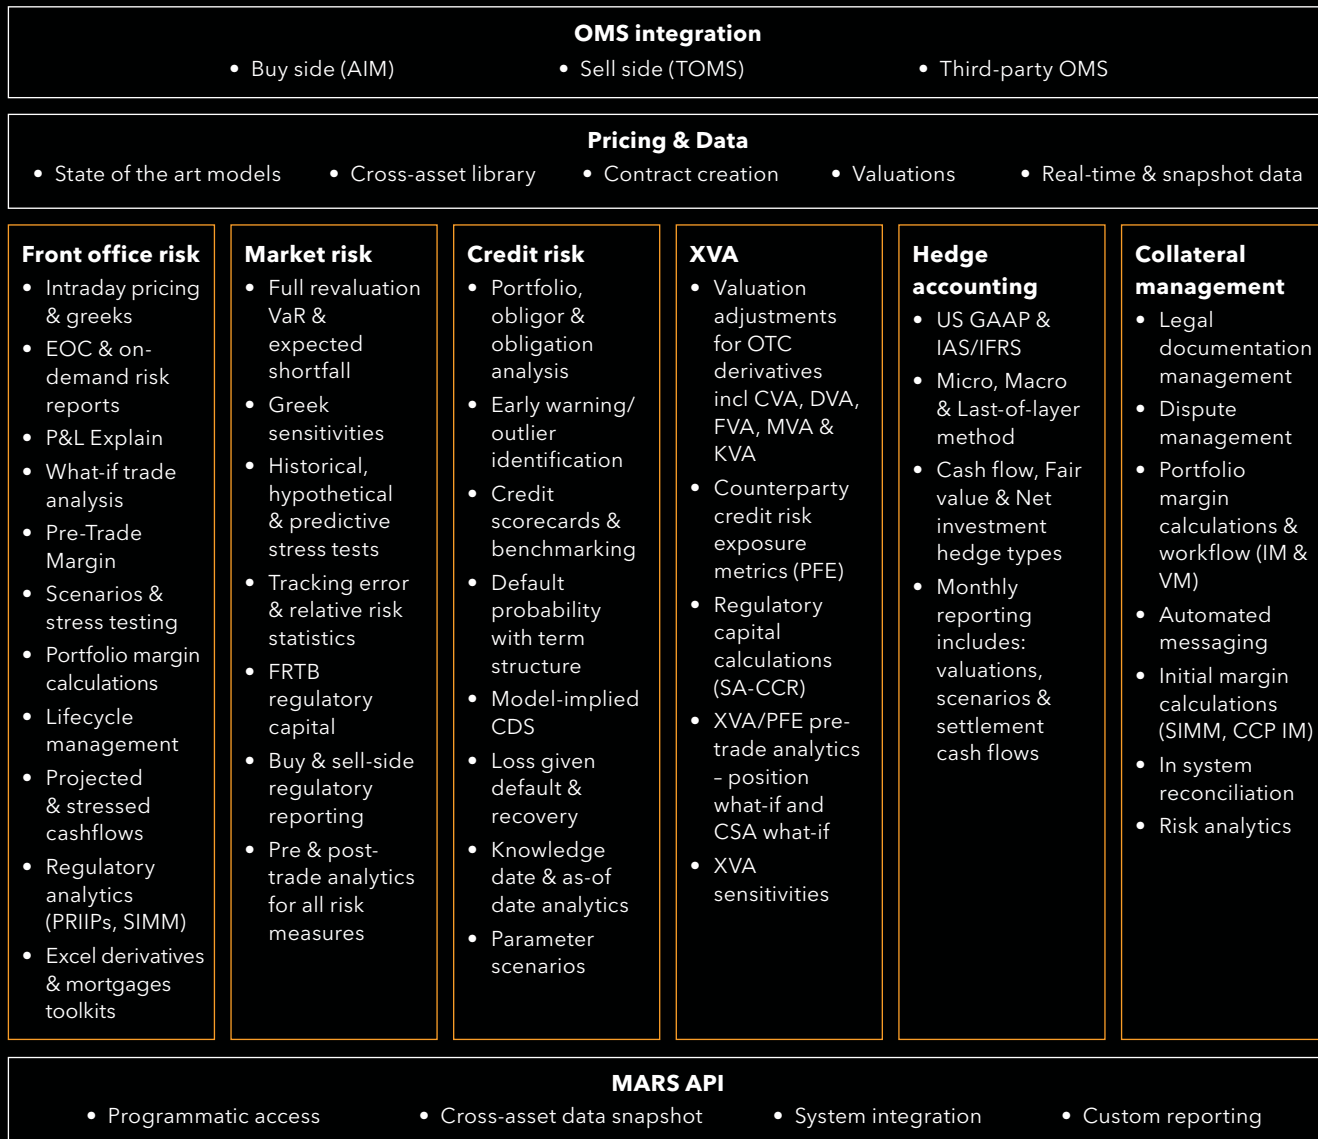 OMS integration
• Buy side (AIM) • Sell side (TOMS) • Third-party OMS
Pricing & Data
• State of the art models • Cross-asset library • Contract creation • Valuations • Real-time & snapshot data
Front office risk
• Intraday pricing
& greeks
• EOC & on-
demand risk
reports
• P&L Explain
• What-if trade
analysis
• Pre-Trade
Margin
• Scenarios &
stress testing
• Portfolio margin
calculations
• Lifecycle
management
• Projected
& stressed
cashflows
• Regulatory
analytics
(PRIIPs, SIMM)
• Excel derivatives
& mortgages
toolkits
Market risk
• Full revaluation
VaR &
expected
shortfall
• Greek
sensitivities
• Historical,
hypothetical
& predictive
stress tests
• Tracking error
& relative risk
statistics
• FRTB
regulatory
capital
• Buy & sell-side
regulatory
reporting
• Pre & post-
trade analytics
for all risk
measures
Credit risk
• Portfolio,
obligor &
obligation
analysis
• Early warning/
outlier
identification
• Credit
scorecards &
benchmarking
• Default
probability
with term
structure
• Model-implied
CDS
• Loss given
default &
recovery
• Knowledge
date & as-of
date analytics
• Parameter
scenarios
XVA
• Valuation
adjustments
for OTC
derivatives
incl CVA, DVA,
FVA, MVA &
KVA
• Counterparty
credit risk
exposure
metrics (PFE)
• Regulatory
capital
calculations
(SA-CCR)
• XVA/PFE pre-
trade analytics
– position
what-if and
CSA what-if
• XVA
sensitivities
Hedge
accounting
• US GAAP &
IAS/IFRS
• Micro, Macro
& Last-of-layer
method
• Cash flow, Fair
value & Net
investment
hedge types
• Monthly
reporting
includes:
valuations,
scenarios &
settlement
cash flows
Collateral
management
• Legal
documentation
management
• Dispute
management
• Portfolio
margin
calculations &
workflow (IM &
VM)
• Automated
messaging
• Initial margin
calculations
(SIMM, CCP IM)
• In system
reconciliation
• Risk analytics
MARS API
• Programmatic access • Cross-asset data snapshot • System integration • Custom reporting